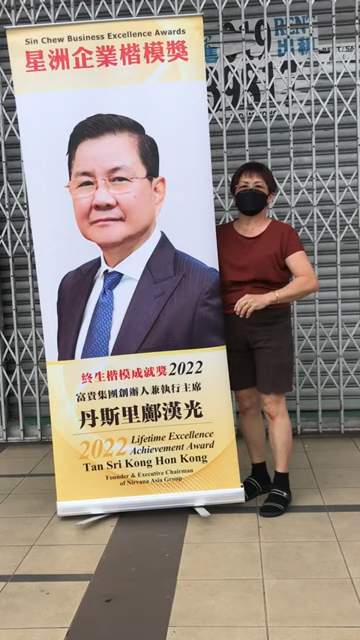 Sin Chew Business Excellence Awards
星洲企業楷模獎
終生楷模成就獎2022
富貴集團創辦人兼執行主席
丹斯里鄺漢光
2022 Lifetime Excellence
Achievement Award
Tan Sri Kong Hon Kong
Founder & Executive Chairman
of Nirvana Asia Group